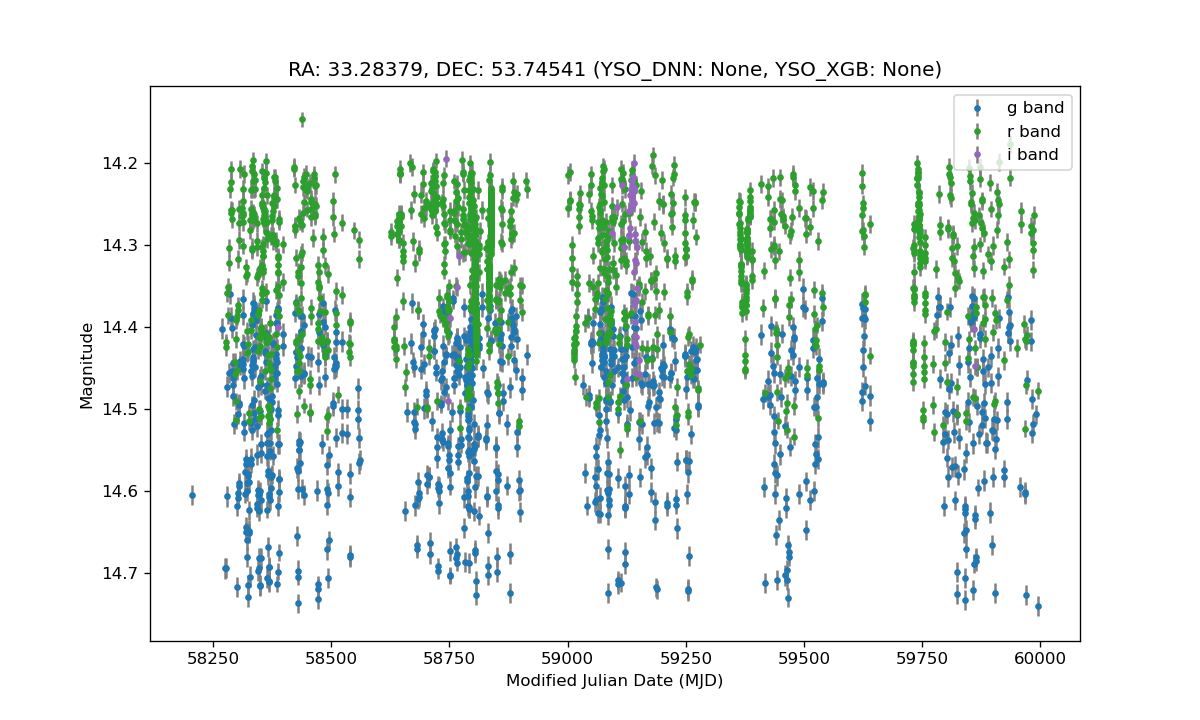 RA: 33.28379, DEC: 53.74541 (YSO_DNN: None, YSO_XGB: None)
g band
r band
i band
14.2
14.3
14.4
14.5
14.6
14.7
Magnitude
58250 58500 58750 59000 59250 59500 59750 60000
Modified Julian Date (MJD)